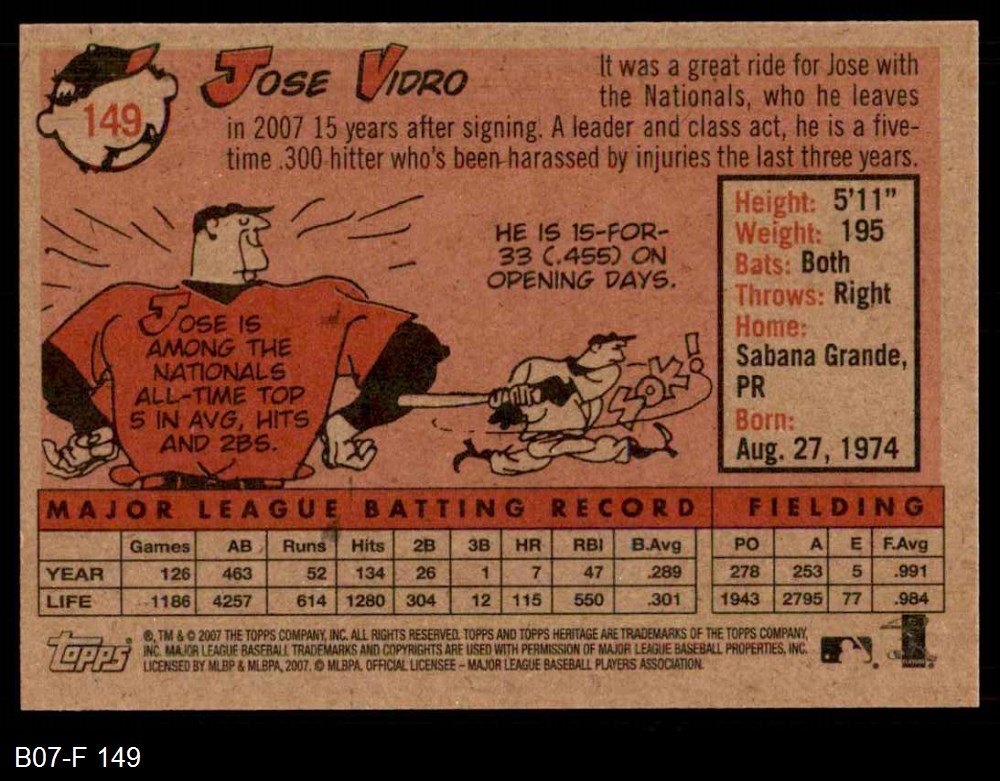 149
JOSE VIDRO
It was a great ride for Jose with
the Nationals, who he leaves
in 2007 15 years after signing. A leader and class act, he is a five-
time .300 hitter who's been harassed by injuries the last three years.
HE IS 15-FOR-
33 (.455) ON
OPENING DAYS.
JOSE IS
AMONG THE
NATIONALS
ALL-TIME TOP
5 IN AVG, HITS
AND 2BS.
WOK!
Height: 5'11"
Weight: 195
Bats: Both
Throws: Right
Home:
Sabana Grande,
PR
Born:
Aug. 27, 1974
MAJOR LEAGUE BATTING RECORD FIELDING
Games AB Runs Hits 2B 3B HR RBI B.Avg PO A E F.Avg
YEAR 126 463 52 134 26 1 7 47 .289 278 253 5 .991
LIFE 1186 4257 614 1280 304 12 115 550 .301 1943 2795 77 .984
Topps
®, TM & © 2007 THE TOPPS COMPANY, INC. ALL RIGHTS RESERVED. TOPPS AND TOPPS HERITAGE ARE TRADEMARKS OF THE TOPPS COMPANY,
INC. MAJOR LEAGUE BASEBALL TRADEMARKS AND COPYRIGHTS ARE USED WITH PERMISSION OF MAJOR LEAGUE BASEBALL PROPERTIES, INC.
LICENSED BY MLBP & MLBPA, 2007. © MLBPA. OFFICIAL LICENSEE – MAJOR LEAGUE BASEBALL PLAYERS ASSOCIATION.
B07-F 149